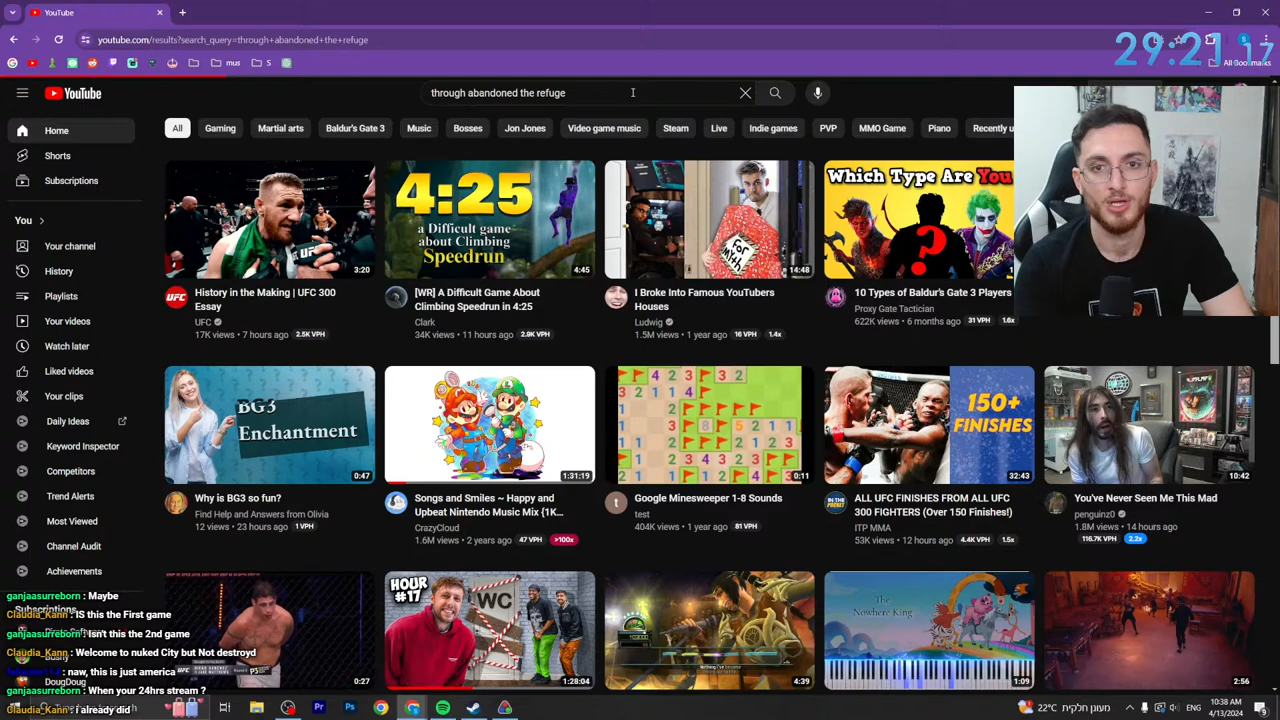 YouTube
youtube.com/results?search_query=through+abandoned+the+refuge
29:21 17
mus
S
All Bookmarks
YouTube
through abandoned the refuge
Home
Shorts
Subscriptions
You
Your channel
History
Playlists
Your videos
Watch later
Liked videos
Your clips
Daily Ideas
Keyword Inspector
Competitors
Trend Alerts
Most Viewed
Channel Audit
Achievements
Subscriptions
DougDoug
All
Gaming
Martial arts
Baldur's Gate 3
Music
Bosses
Jon Jones
Video game music
Steam
Live
Indie games
PVP
MMO Game
Piano
Recently u
3:20
History in the Making | UFC 300
Essay
UFC
17K views • 7 hours ago
2.5K VPH
4:25
a Difficult game
about Climbing
Speedrun
4:45
[WR] A Difficult Game About
Climbing Speedrun in 4:25
Clark
34K views • 11 hours ago
2.9K VPH
For
14:48
I Broke Into Famous YouTubers
Houses
Ludwig
1.5M views • 1 year ago
16 VPH
1.4x
Which Type Are You
?
10 Types of Baldur's Gate 3 Players
Proxy Gate Tactician
622K views • 6 months ago
31 VPH
1.6x
BG3
Enchantment
0:47
Why is BG3 so fun?
Find Help and Answers from Olivia
12 views • 23 hours ago
1 VPH
1:31:19
Songs and Smiles ~ Happy and
Upbeat Nintendo Music Mix {1K...
CrazyCloud
1.6M views • 2 years ago
47 VPH
>100x
0:11
Google Minesweeper 1-8 Sounds
test
404K views • 1 year ago
81 VPH
150+
FINISHES
32:43
ALL UFC FINISHES FROM ALL UFC
300 FIGHTERS (Over 150 Finishes!)
ITP MMA
53K views • 12 hours ago
4.4K VPH
1.5x
10:42
You've Never Seen Me This Mad
penguinz0
1.8M views • 14 hours ago
116.7K VPH
2.2x
0:27
HOUR
#17
WC
1:28:04
4:39
The
Nowhere King
1:09
2:56
ganjaasurreborn : Maybe
Claudia_Kann : IS this the First game
ganjaasurreborn : Isn't this the 2nd game
Claudia_Kann : Welcome to nuked City but Not destroyd
: naw, this is just america
ganjaasurreborn : When your 24hrs stream ?
Claudia_Kann : I already did
22°C
מעונן חלקית
ENG
10:38 AM
4/13/2024